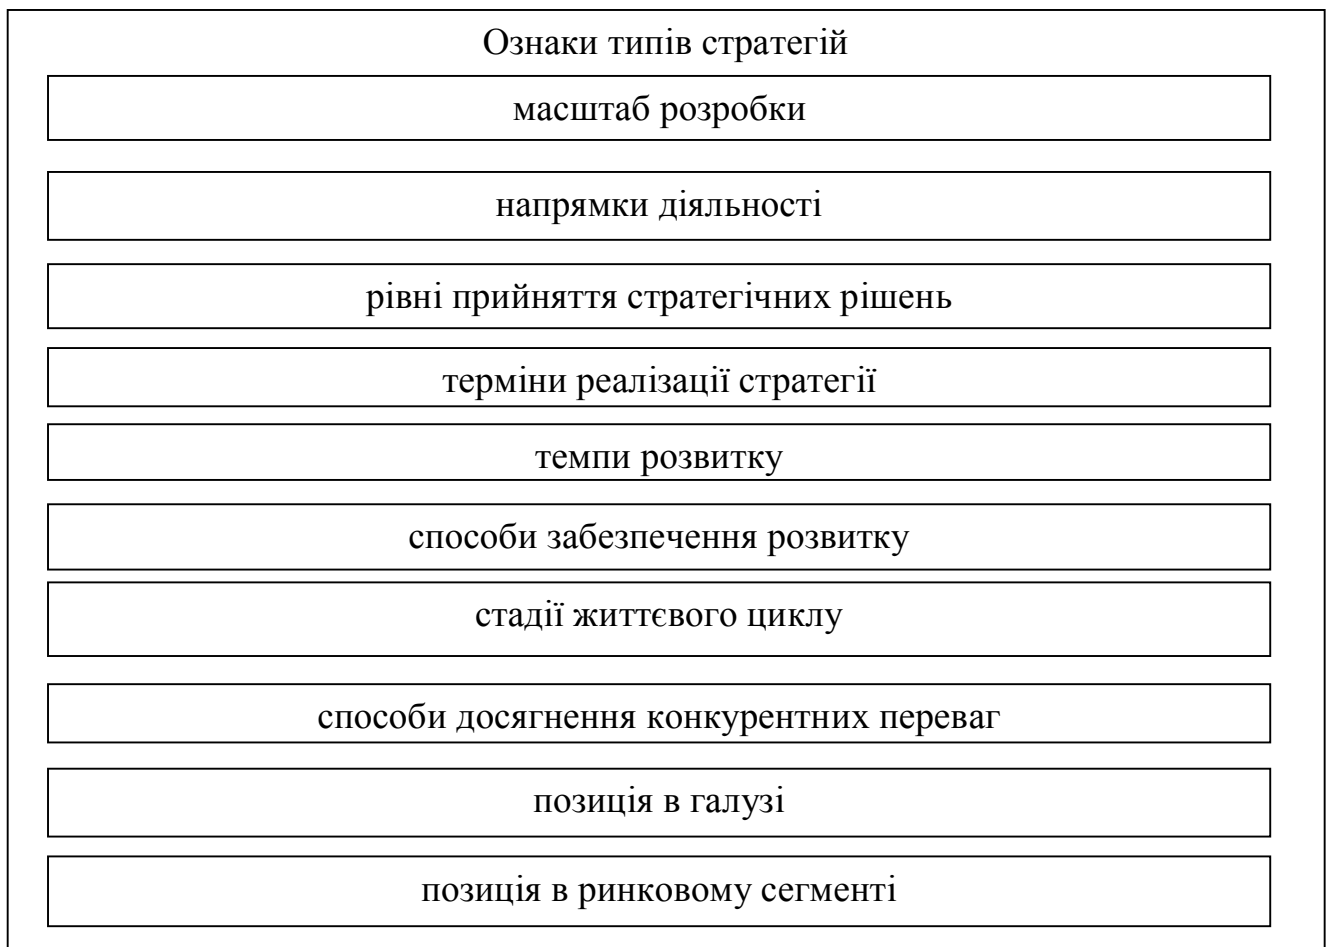 Ознаки типів стратегій
масштаб розробки
напрямки діяльності
рівні прийняття стратегічних рішень
терміни реалізації стратегії
темпи розвитку
способи забезпечення розвитку
стадії життєвого циклу
способи досягнення конкурентних переваг
позиція в галузі
позиція в ринковому сегменті